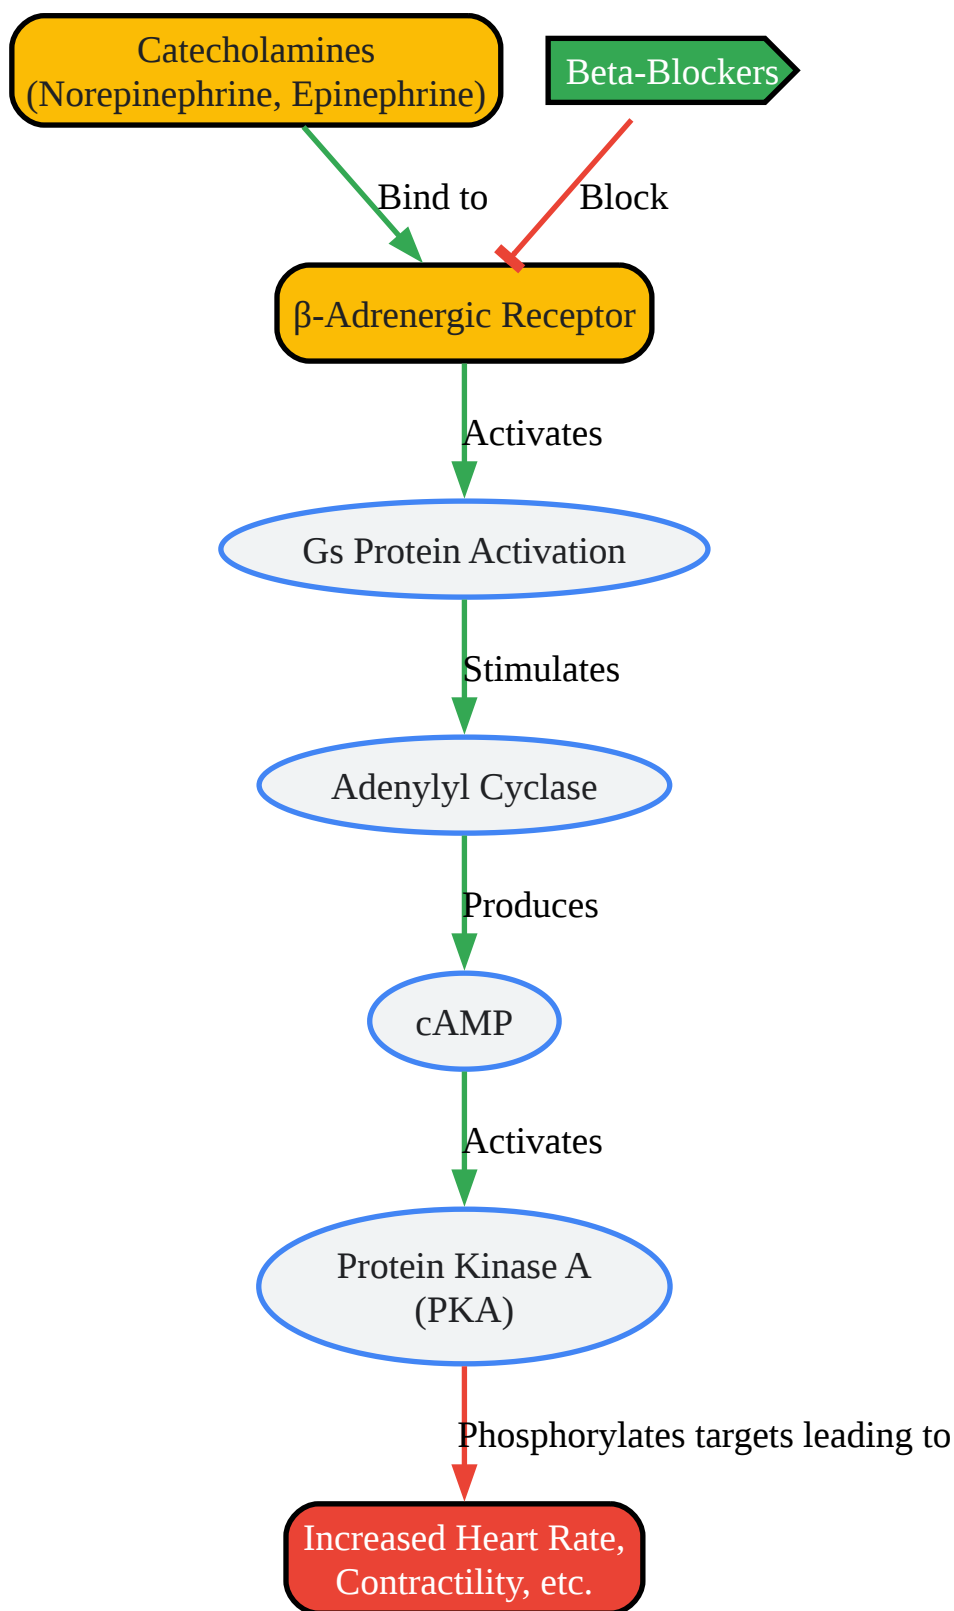 Catecholamines
(Norepinephrine, Epinephrine)
Beta-Blockers
Bind to
Block
β-Adrenergic Receptor
Activates
Gs Protein Activation
Stimulates
Adenylyl Cyclase
Produces
cAMP
Activates
Protein Kinase A
(PKA)
Phosphorylates targets leading to
Increased Heart Rate,
Contractility, etc.